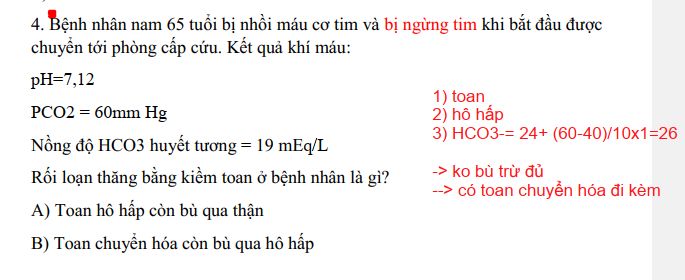 4. Bệnh nhân nam 65 tuổi bị nhồi máu cơ tim và bị ngừng tim khi bắt đầu được
chuyển tới phòng cấp cứu. Kết quả khí máu:
pH=7,12
PCO2 = 60mm Hg
Nồng độ HCO3 huyết tương = 19 mEq/L
Rối loạn thăng bằng kiềm toan ở bệnh nhân là gì?
A) Toan hô hấp còn bù qua thận
B) Toan chuyển hóa còn bù qua hô hấp
1) toan
2) hô hấp
3) HCO3-= 24+ (60-40)/10x1=26
-> ko bù trừ đủ
--> có toan chuyển hóa đi kèm